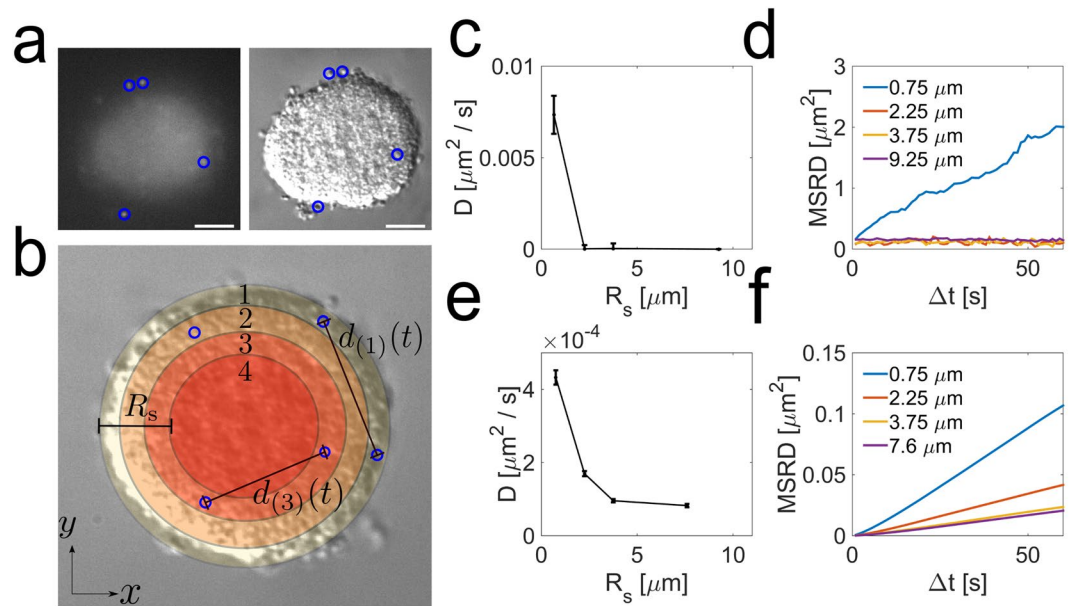 a
b
1
2
3
4
R_s
d_(1)(t)
d_(3)(t)
y
x
c
0.01
0.005
0
D [μm² / s]
0
5
10
R_s [μm]
d
3
2
1
0
MSRD [μm²]
0.75 μm
2.25 μm
3.75 μm
9.25 μm
0
50
Δt [s]
e
×10⁻⁴
4
2
0
D [μm² / s]
0
5
10
R_s [μm]
f
0.15
0.1
0.05
0
MSRD [μm²]
0.75 μm
2.25 μm
3.75 μm
7.6 μm
0
50
Δt [s]